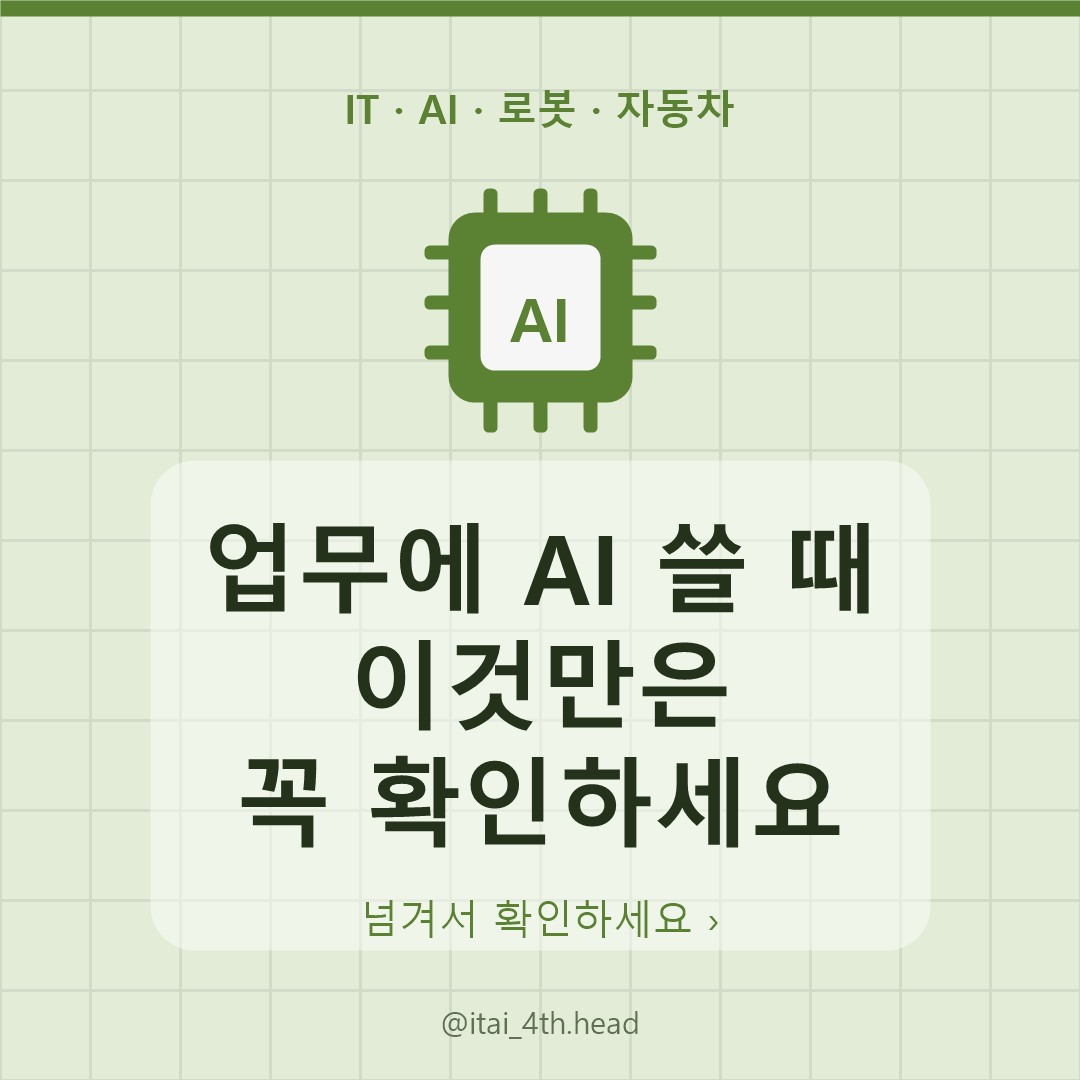 IT · AI · 로봇 · 자동차
AI
업무에 AI 쓸 때
이것만은
꼭 확인하세요
넘겨서 확인하세요 ›
@itai_4th.head